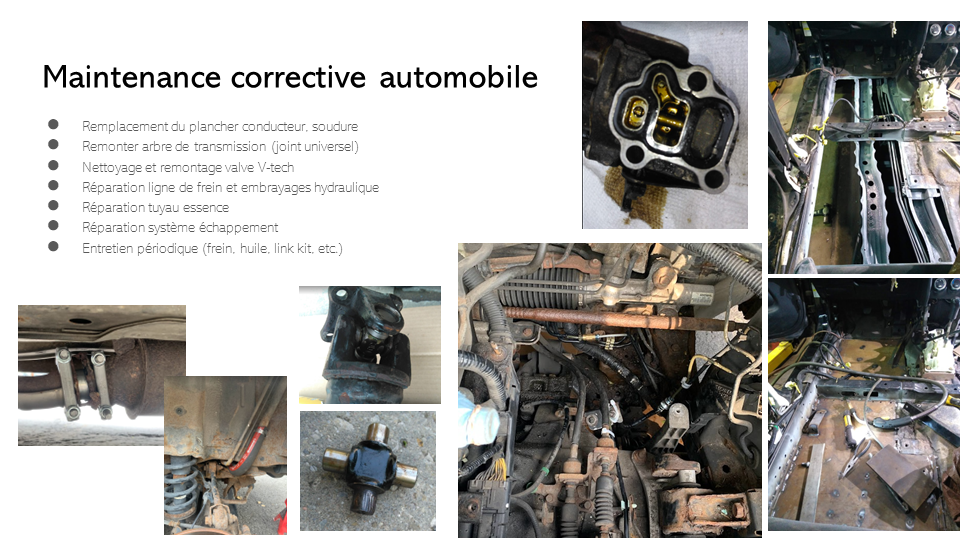 Maintenance corrective automobile
● Remplacement du plancher conducteur, soudure
● Remonter arbre de transmission (joint universel)
● Nettoyage et remontage valve V-tech
● Réparation ligne de frein et embrayages hydraulique
● Réparation tuyau essence
● Réparation système échappement
● Entretien périodique (frein, huile, link kit, etc.)